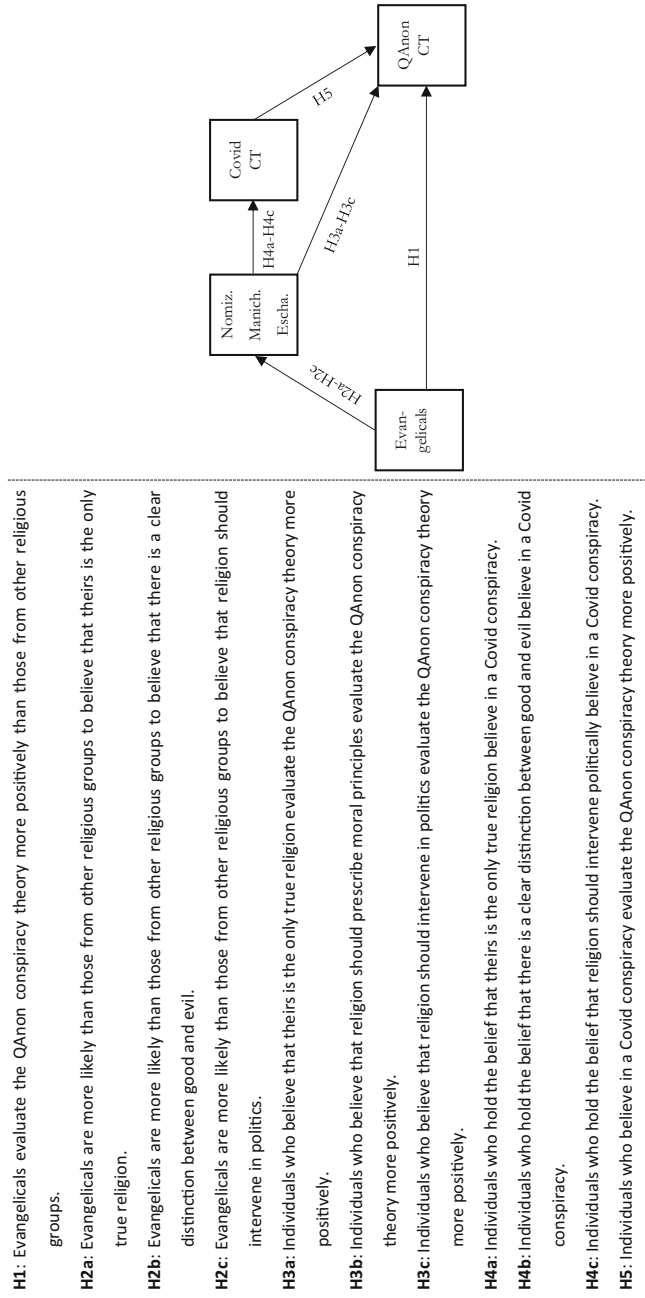 H1: Evangelicals evaluate the QAnon conspiracy theory more positively than those from other religious
groups.
H2a: Evangelicals are more likely than those from other religious groups to believe that theirs is the only
true religion.
H2b: Evangelicals are more likely than those from other religious groups to believe that there is a clear
distinction between good and evil.
H2c: Evangelicals are more likely than those from other religious groups to believe that religion should
intervene in politics.
H3a: Individuals who believe that theirs is the only true religion evaluate the QAnon conspiracy theory more
positively.
H3b: Individuals who believe that religion should prescribe moral principles evaluate the QAnon conspiracy
theory more positively.
H3c: Individuals who believe that religion should intervene in politics evaluate the QAnon conspiracy theory
more positively.
H4a: Individuals who hold the belief that theirs is the only true religion believe in a Covid conspiracy.
H4b: Individuals who hold the belief that there is a clear distinction between good and evil believe in a Covid
conspiracy.
H4c: Individuals who hold the belief that religion should intervene politically believe in a Covid conspiracy.
H5: Individuals who believe in a Covid conspiracy evaluate the QAnon conspiracy theory more positively.
Evan-
gelicals
H2a-H2c
Nomiz.
Manich.
Escha.
H4a-H4c
Covid
CT
H5
H3a-H3c
H1
QAnon
CT